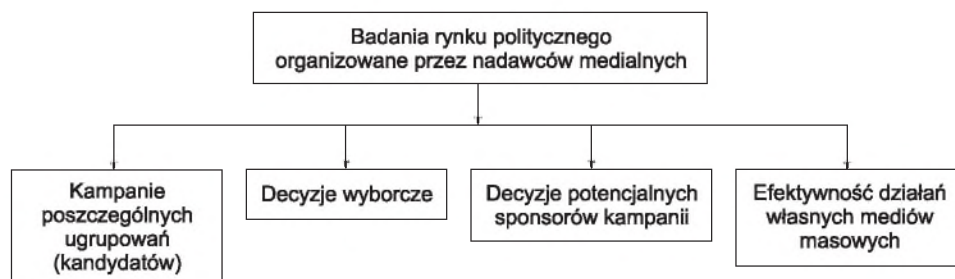 Badania rynku politycznego
organizowane przez nadawców medialnych
Kampanie
poszczególnych
ugrupowań
(kandydatów)
Decyzje wyborcze
Decyzje potencjalnych
sponsorów kampanii
Efektywność działań
własnych mediów
masowych